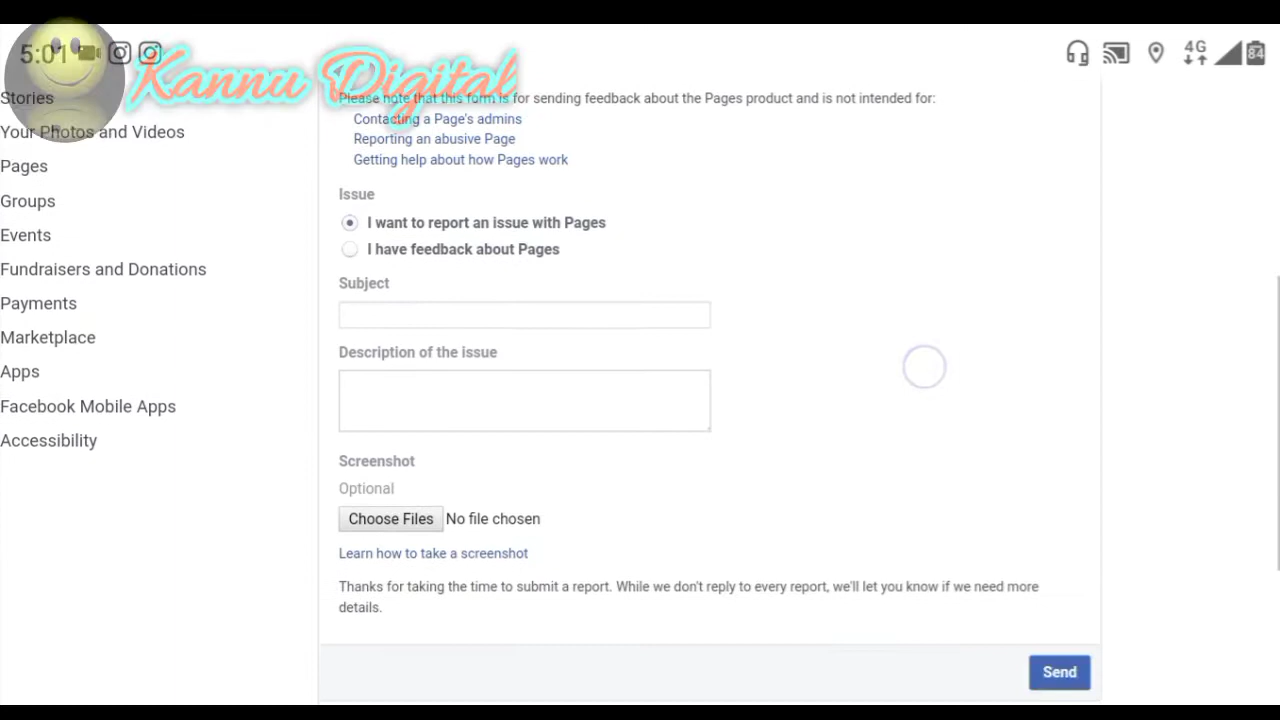 5:01
4G
84
Kannu Digital
Stories
Your Photos and Videos
Pages
Groups
Events
Fundraisers and Donations
Payments
Marketplace
Apps
Facebook Mobile Apps
Accessibility
Please note that this form is for sending feedback about the Pages product and is not intended for:
Contacting a Page's admins
Reporting an abusive Page
Getting help about how Pages work
Issue
I want to report an issue with Pages
I have feedback about Pages
Subject
Description of the issue
Screenshot
Optional
Choose Files No file chosen
Learn how to take a screenshot
Thanks for taking the time to submit a report. While we don't reply to every report, we'll let you know if we need more
details.
Send